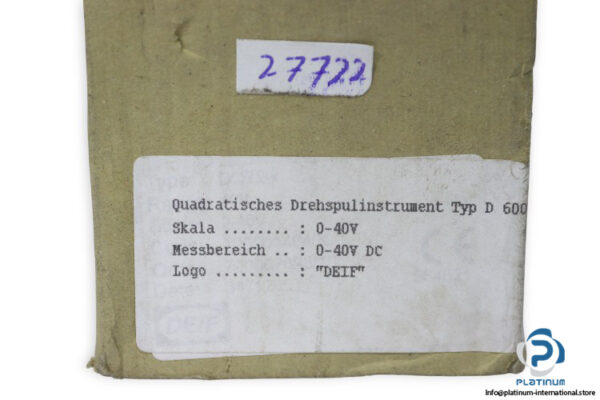 27722
Quadratisches Drehspulinstrument Typ D 600
Skala ........ : 0-40V
Messbereich .. : 0-40V DC
Logo ......... : "DEIF"
DEIF
PLATINUM
Info@platinum-international.store